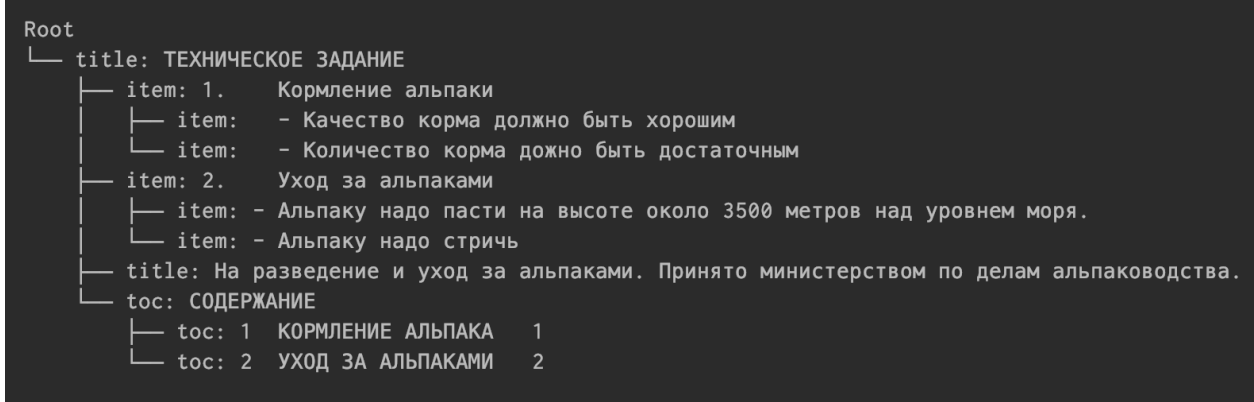 Root
└── title: ТЕХНИЧЕСКОЕ ЗАДАНИЕ
    ├── item: 1.    Кормление альпаки
    │   ├── item:   - Качество корма должно быть хорошим
    │   └── item:   - Количество корма дожно быть достаточным
    ├── item: 2.    Уход за альпаками
    │   ├── item: - Альпаку надо пасти на высоте около 3500 метров над уровнем моря.
    │   └── item: - Альпаку надо стричь
    ├── title: На разведение и уход за альпаками. Принято министерством по делам альпаководства.
    └── toc: СОДЕРЖАНИЕ
        ├── toc: 1  КОРМЛЕНИЕ АЛЬПАКА   1
        └── toc: 2  УХОД ЗА АЛЬПАКАМИ   2